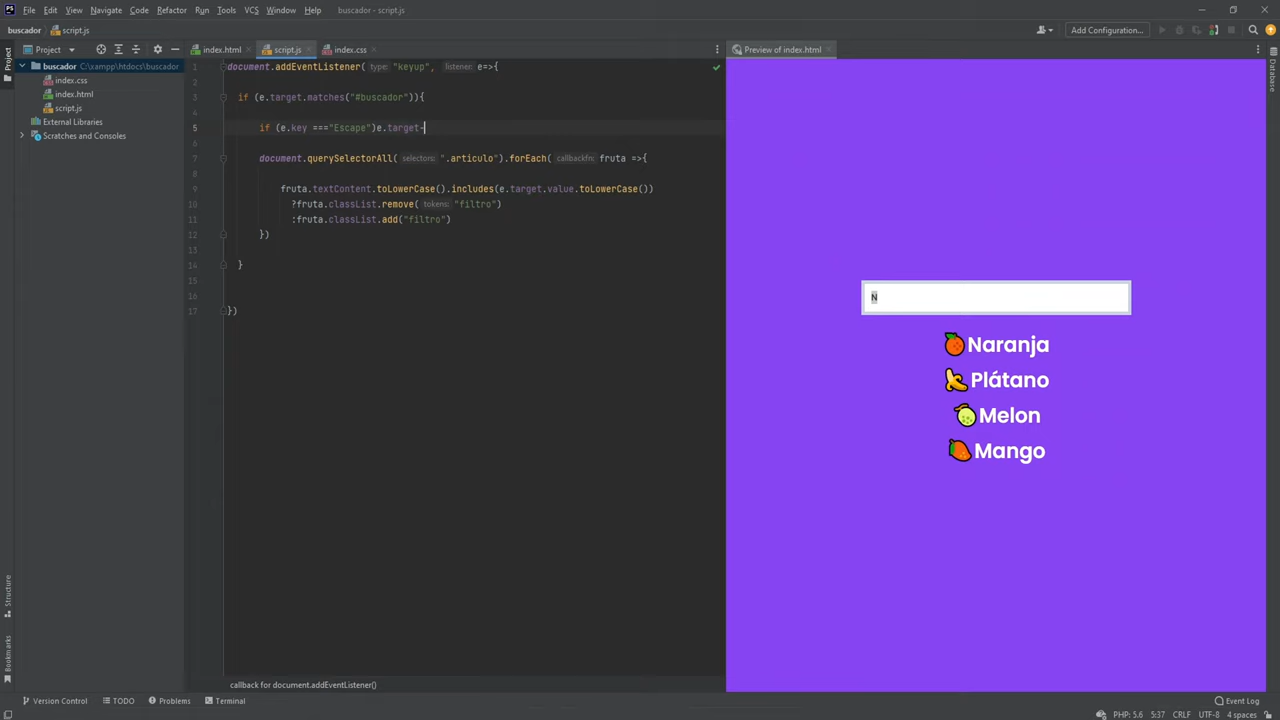 PS File Edit View Navigate Code Refactor Run Tools VCS Window Help buscador - script.js
buscador script.js Add Configuration...
Project index.html script.js index.css Preview of index.html
Project
Database
buscador C:\xampp\htdocs\buscador
index.css
index.html
script.js
External Libraries
Scratches and Consoles
1 document.addEventListener( type: "keyup", listener: e=>{
2
3 if (e.target.matches("#buscador")){
5 if (e.key ==="Escape")e.target-
7 document.querySelectorAll( selectors: ".articulo").forEach( callbackfn: fruta =>{
9 fruta.textContent.toLowerCase().includes(e.target.value.toLowerCase())
10 ?fruta.classList.remove( tokens: "filtro")
11 :fruta.classList.add("filtro")
12 })
13
14 }
15
16
17 })
N
🍊Naranja
🍌Plátano
🍈Melon
🥭Mango
Structure
Bookmarks
callback for document.addEventListener()
Version Control TODO Problems Terminal Event Log
PHP: 5.6 5:37 CRLF UTF-8 4 spaces